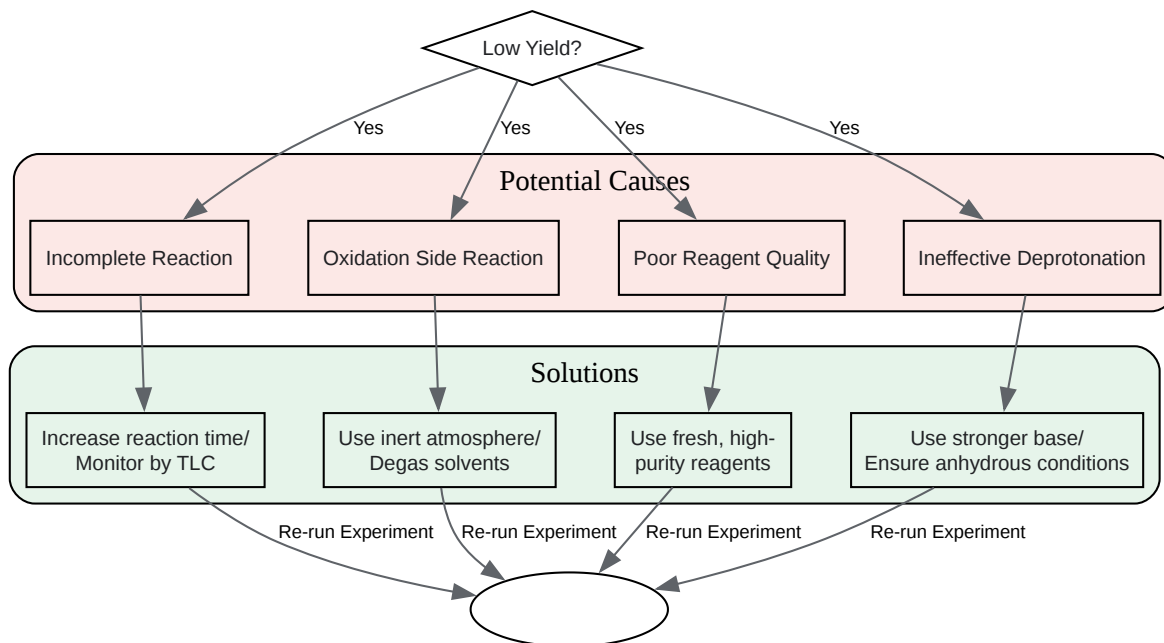 Low Yield?
Yes
Yes
Yes
Yes
Potential Causes
Incomplete Reaction
Oxidation Side Reaction
Poor Reagent Quality
Ineffective Deprotonation
Solutions
Increase reaction time/
Monitor by TLC
Use inert atmosphere/
Degas solvents
Use fresh, high-
purity reagents
Use stronger base/
Ensure anhydrous conditions
Re-run Experiment
Re-run Experiment
Re-run Experiment
Re-run Experiment